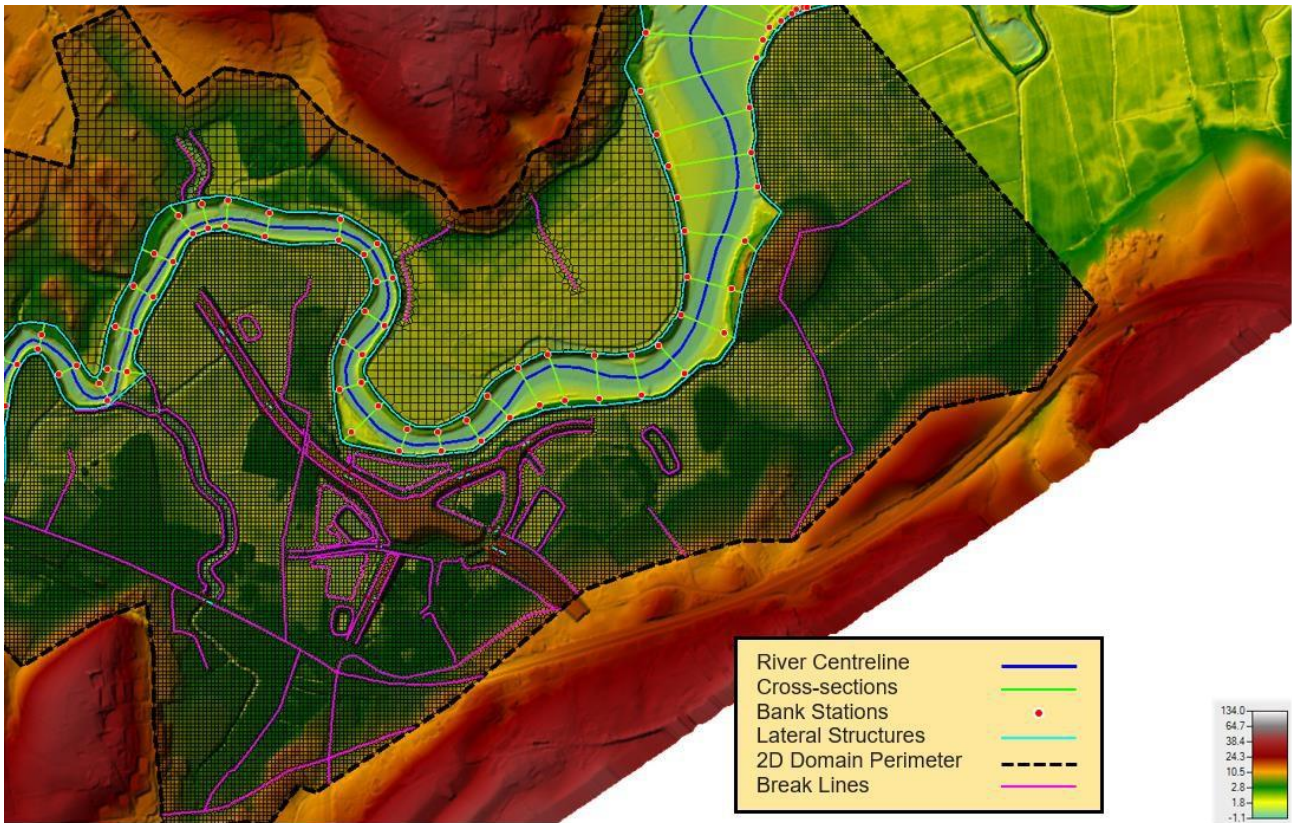 River Centreline
Cross-sections
Bank Stations
Lateral Structures
2D Domain Perimeter
Break Lines
134.0
64.7
38.4
24.3
10.5
2.8
1.8
-1.1